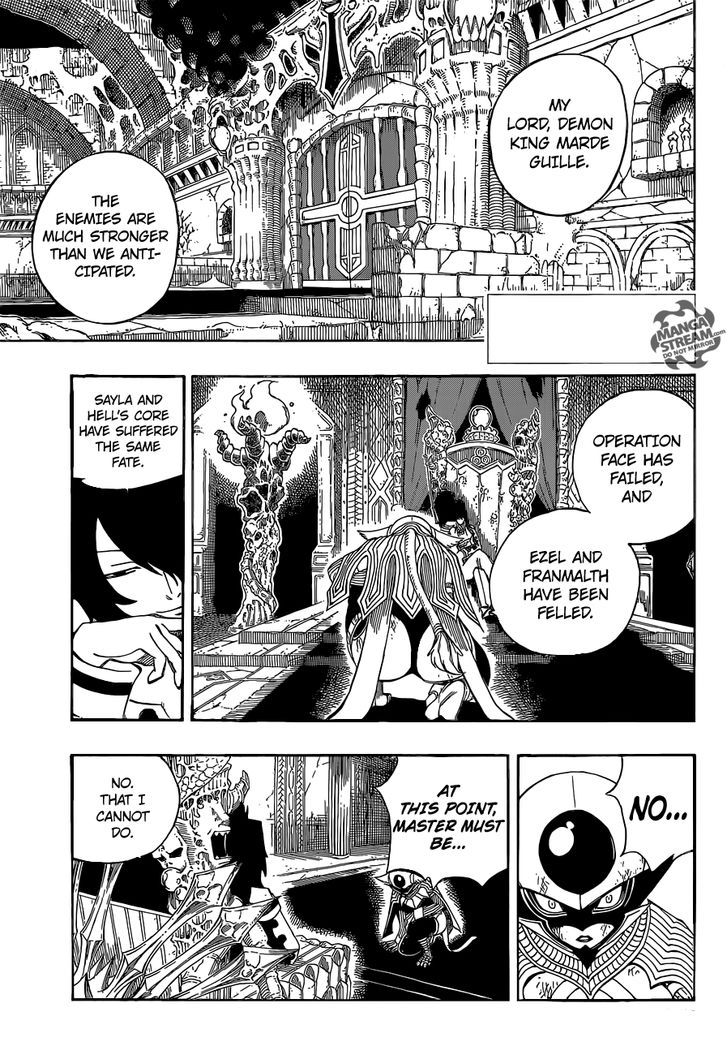 MY
LORD, DEMON
KING MARDE
GUILLE.
THE
ENEMIES ARE
MUCH STRONGER
THAN WE ANTI-
CIPATED.
MANGA
STREAM.com
DO NOT MIRROR
OPERATION
FACE HAS
FAILED,
AND
EZEL AND
FRANMALTH
HAVE BEEN
FELLED.
SAYLA AND
HELL'S CORE
HAVE SUFFERED
THE SAME
FATE.
NO...
AT
THIS POINT,
MASTER MUST
BE...
NO.
THAT I
CANNOT
DO.